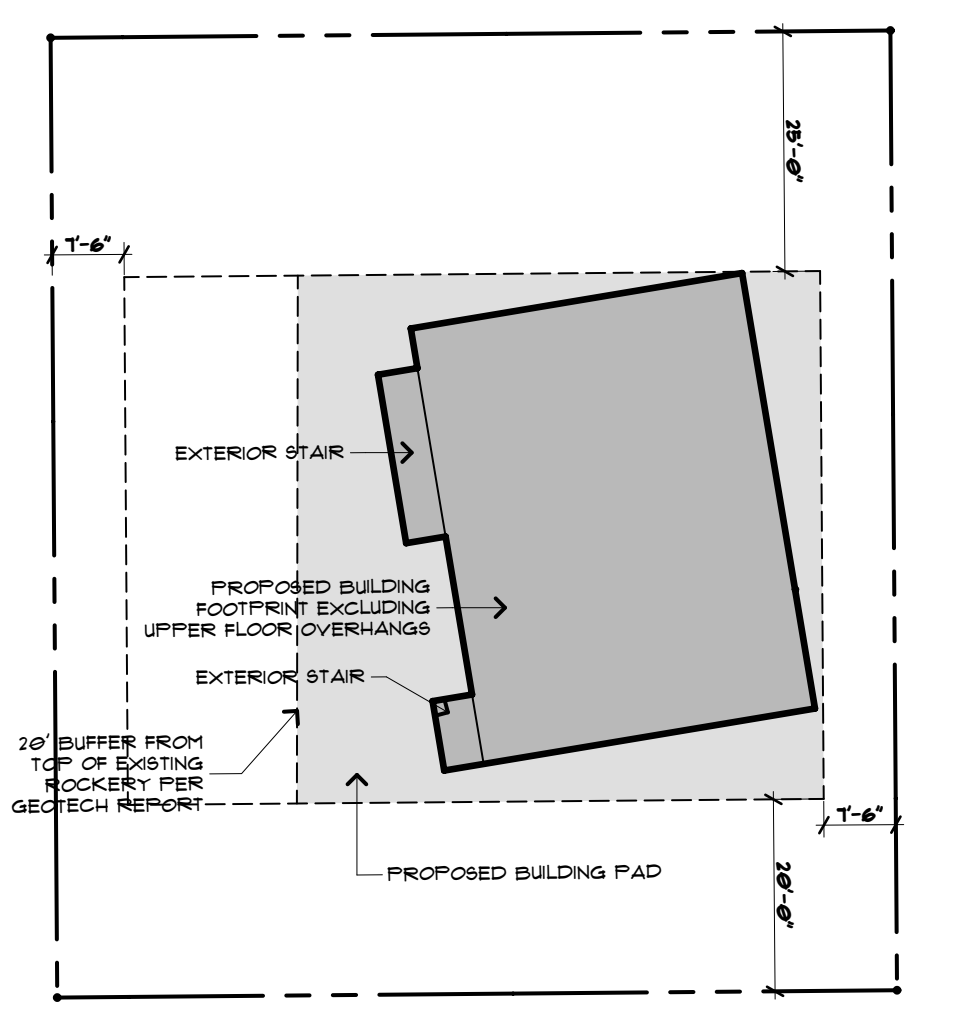 25'-0"
7'-6"
EXTERIOR STAIR
PROPOSED BUILDING
FOOTPRINT EXCLUDING
UPPER FLOOR OVERHANGS
EXTERIOR STAIR
20' BUFFER FROM
TOP OF EXISTING
ROCKERY PER
GEOTECH REPORT
7'-6"
PROPOSED BUILDING PAD
20'-0"